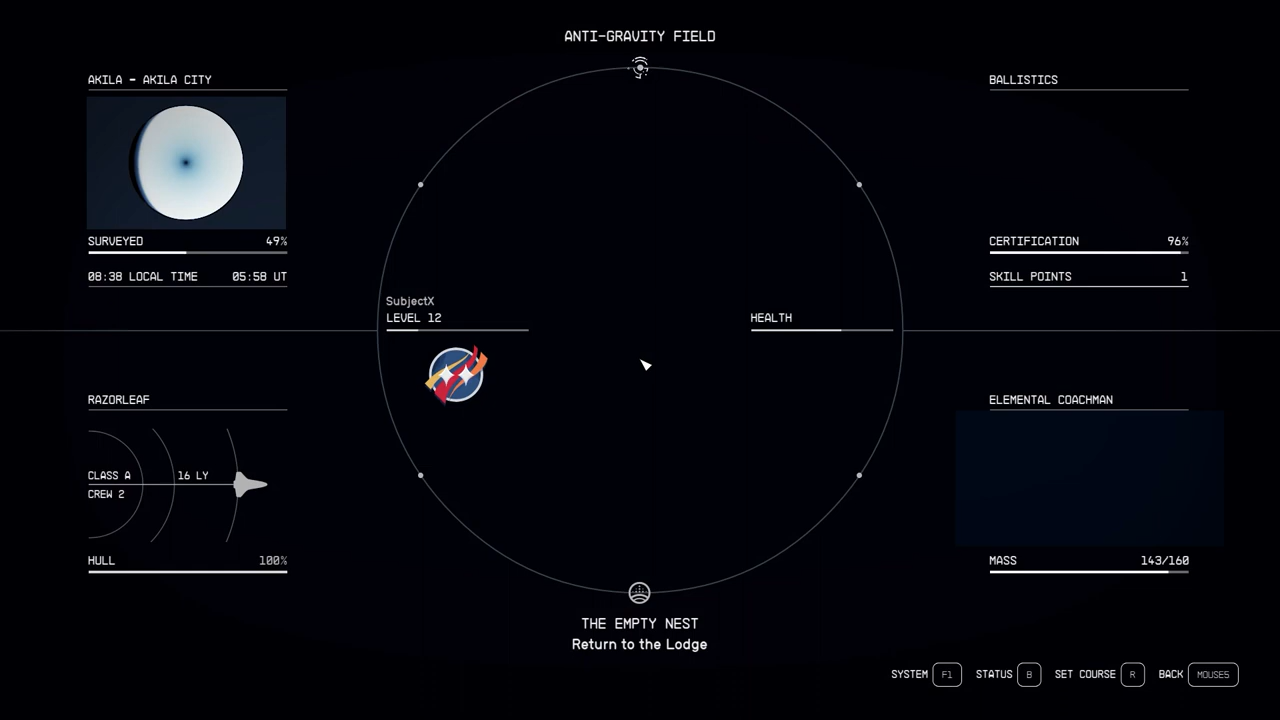 ANTI-GRAVITY FIELD
AKILA - AKILA CITY
SURVEYED 49%
08:38 LOCAL TIME 05:58 UT
BALLISTICS
CERTIFICATION 96%
SKILL POINTS 1
SubjectX
LEVEL 12
HEALTH
RAZORLEAF
CLASS A 16 LY
CREW 2
HULL 100%
ELEMENTAL COACHMAN
MASS 143/160
THE EMPTY NEST
Return to the Lodge
SYSTEM F1 STATUS B SET COURSE R BACK MOUSE5